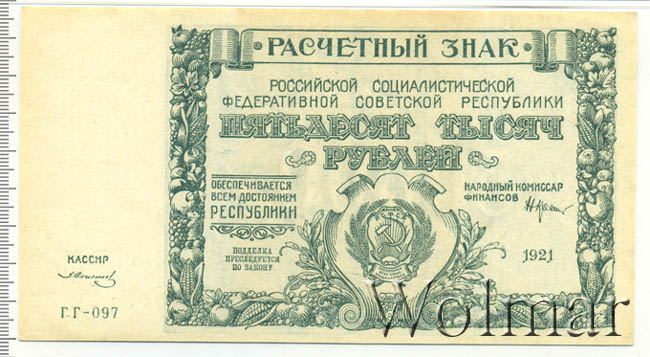 РАСЧЕТНЫЙ ЗНАК
РОССИЙСКОЙ СОЦИАЛИСТИЧЕСКОЙ
ФЕДЕРАТИВНОЙ СОВЕТСКОЙ РЕСПУБЛИКИ
ПЯТЬДЕСЯТ ТЫСЯЧ
РУБЛЕЙ
ОБЕСПЕЧИВАЕТСЯ
ВСЕМ ДОСТОЯНИЕМ
РЕСПУБЛИКИ
НАРОДНЫЙ КОМИССАР
ФИНАНСОВ
ПОДДЕЛКА
ПРЕСЛЕДУЕТСЯ
ПО ЗАКОНУ
Р.С.Ф.С.Р.
1921
КАССИР
ГГ-097
Wolmar